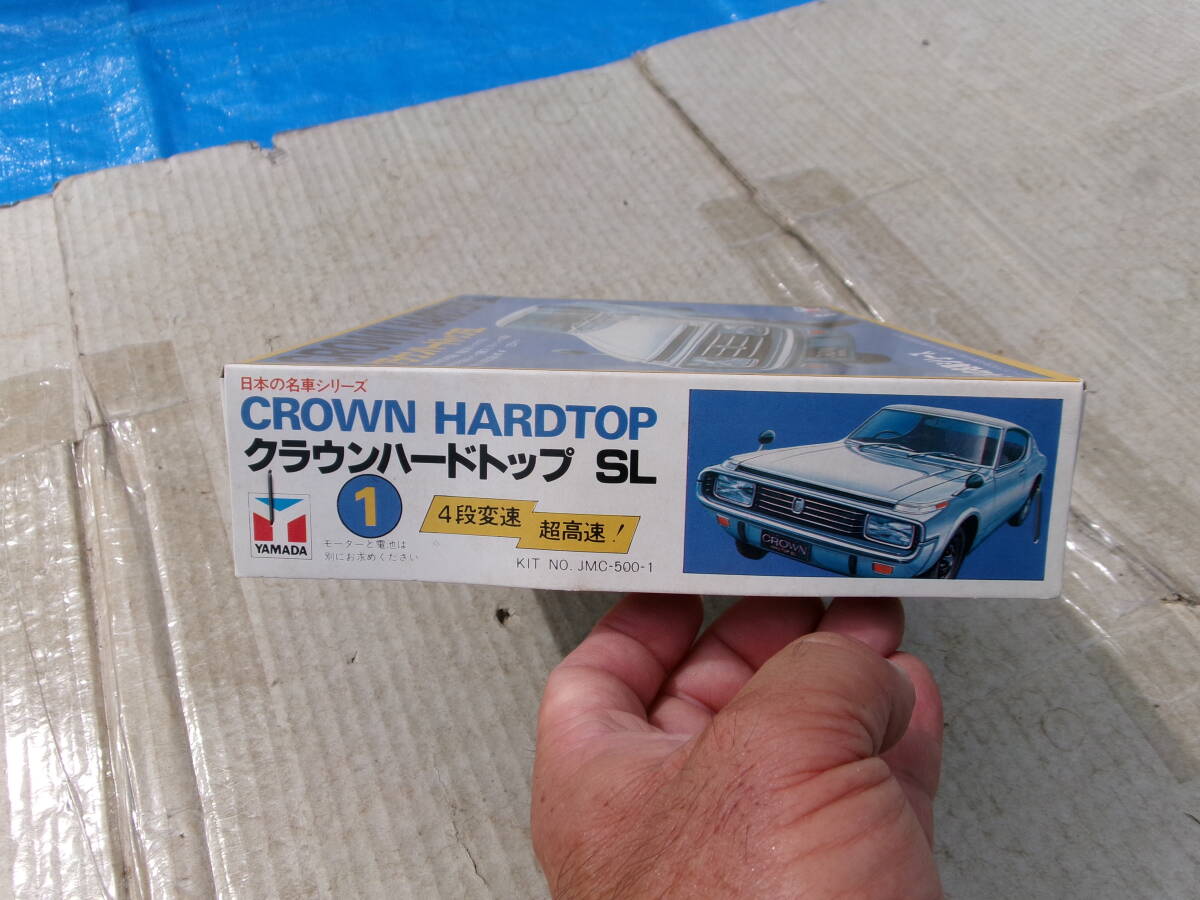 日本の名車シリーズ
CROWN HARDTOP
クラウンハードトップ SL
YAMADA
1
モーターと電池は
別にお求めください
4段変速
超高速!
KIT NO. JMC-500-1
CROWN
CROWN HARDTOP